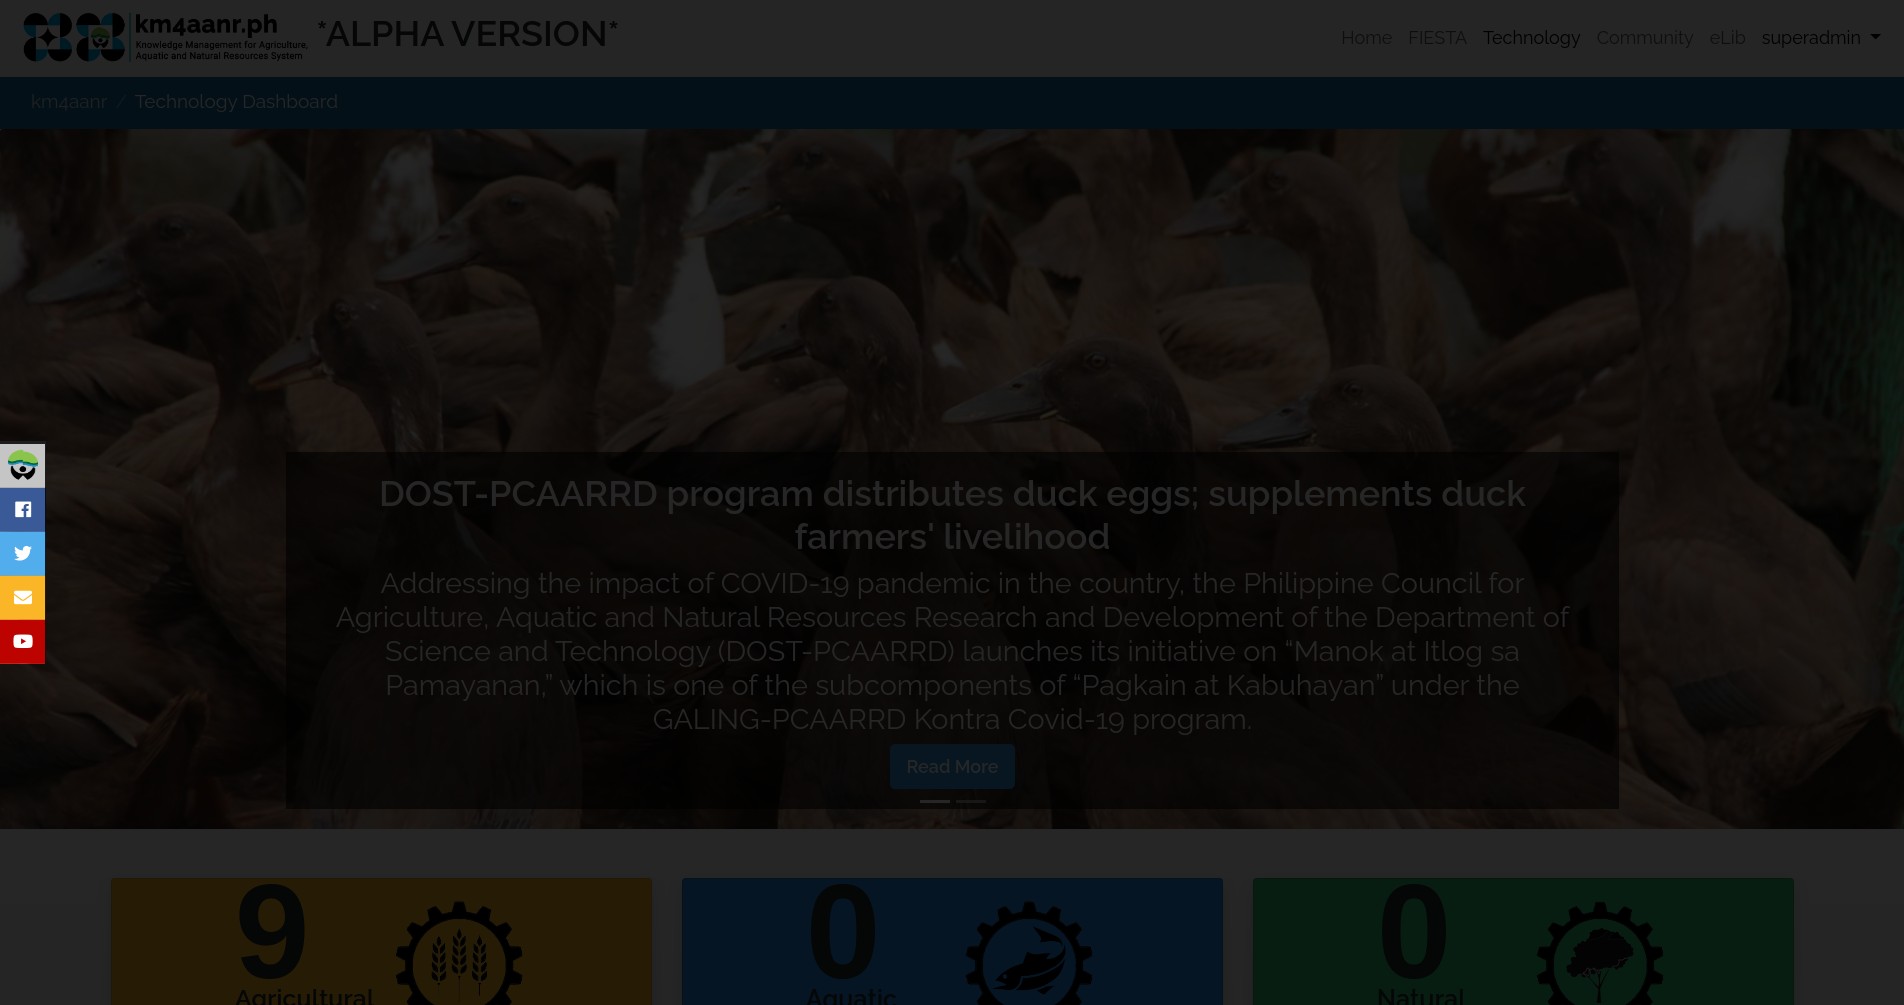 km4aanr.ph
Knowledge Management for Agriculture,
Aquatic and Natural Resources System
*ALPHA VERSION*
Home FIESTA Technology Community eLib superadmin
km4aanr / Technology Dashboard
DOST-PCAARRD program distributes duck eggs; supplements duck
farmers' livelihood
Addressing the impact of COVID-19 pandemic in the country, the Philippine Council for
Agriculture, Aquatic and Natural Resources Research and Development of the Department of
Science and Technology (DOST-PCAARRD) launches its initiative on “Manok at Itlog sa
Pamayanan,” which is one of the subcomponents of “Pagkain at Kabuhayan” under the
GALING-PCAARRD Kontra Covid-19 program.
Read More
9
Agricultural
0
Aquatic
0
Natural